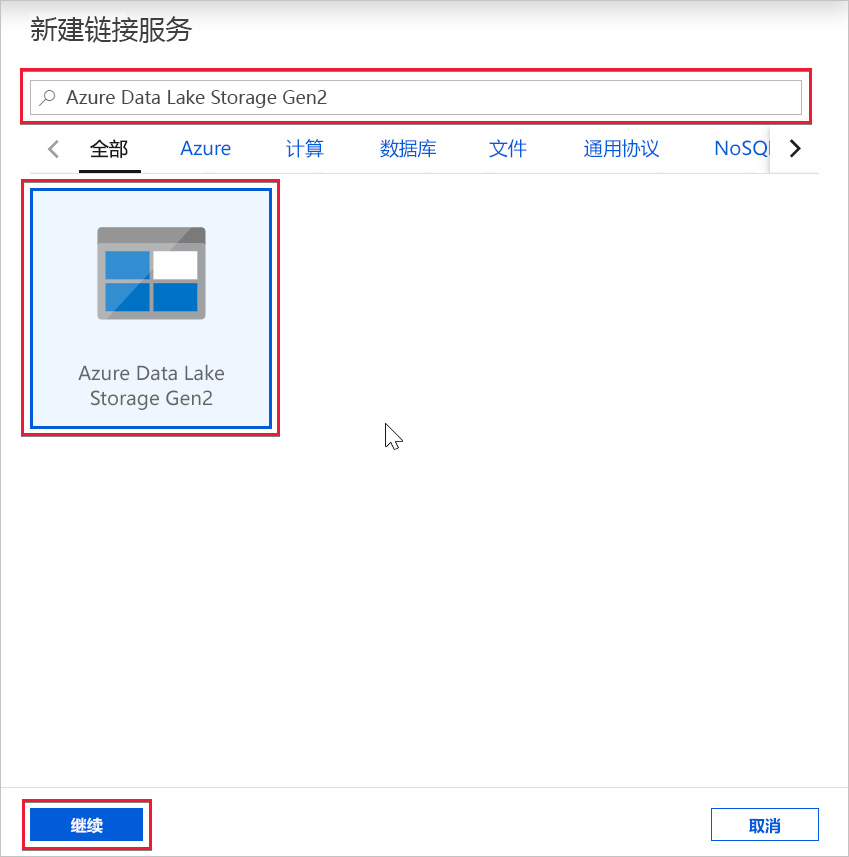 新建链接服务
Azure Data Lake Storage Gen2
全部 Azure 计算 数据库 文件 通用协议 NoSQ
Azure Data Lake
Storage Gen2
继续 取消